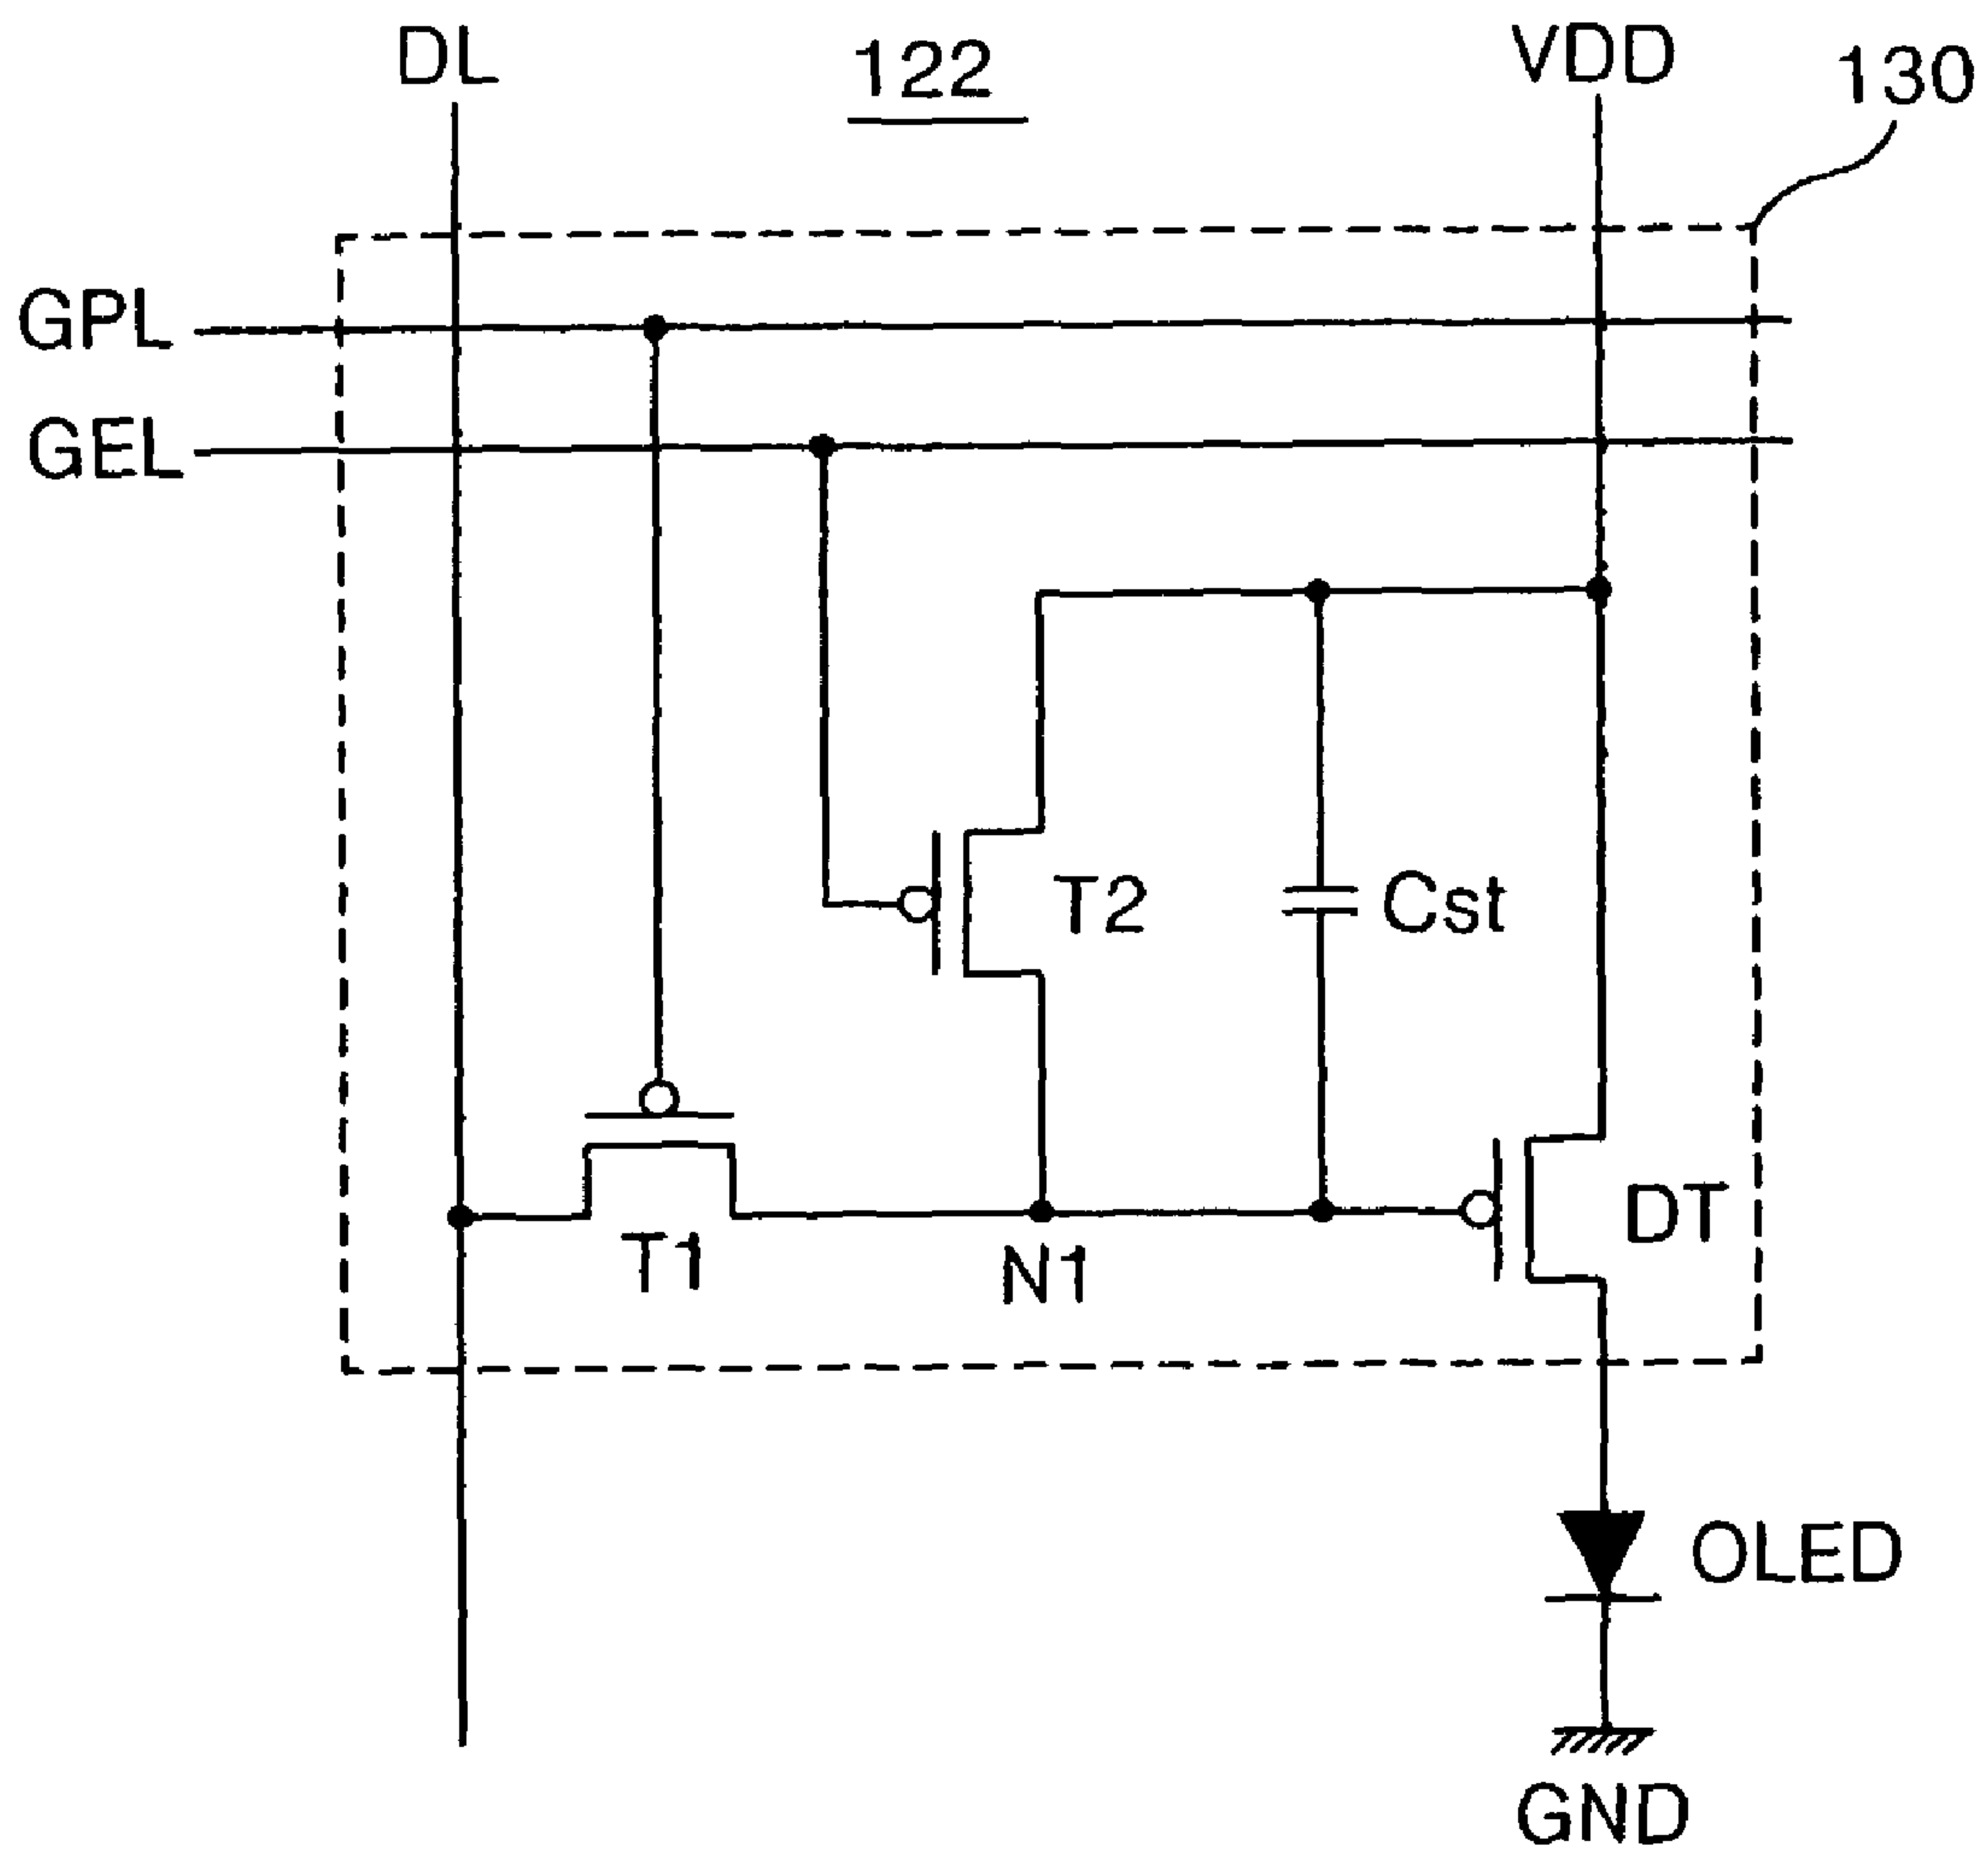 DL
122
VDD
130
GPL
GEL
T2
Cst
T1
N1
DT
OLED
GND